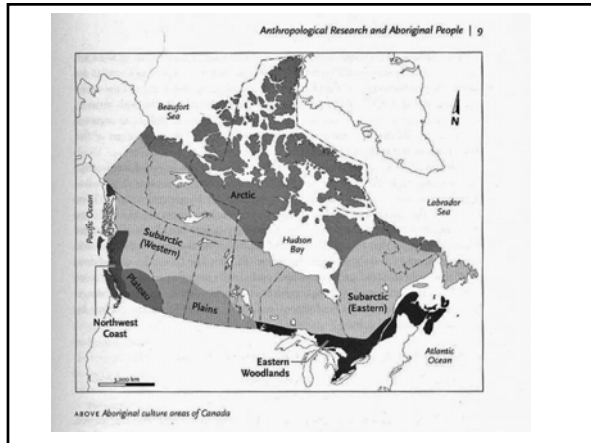 Anthropological Research and Aboriginal People | 9
Beaufort
Sea
N
Pacific Ocean
Arctic
Labrador
Sea
Subarctic
(Western)
Hudson
Bay
Plateau
Plains
Subarctic
(Eastern)
Northwest
Coast
Eastern
Woodlands
Atlantic
Ocean
ABOVE Aboriginal culture areas of Canada